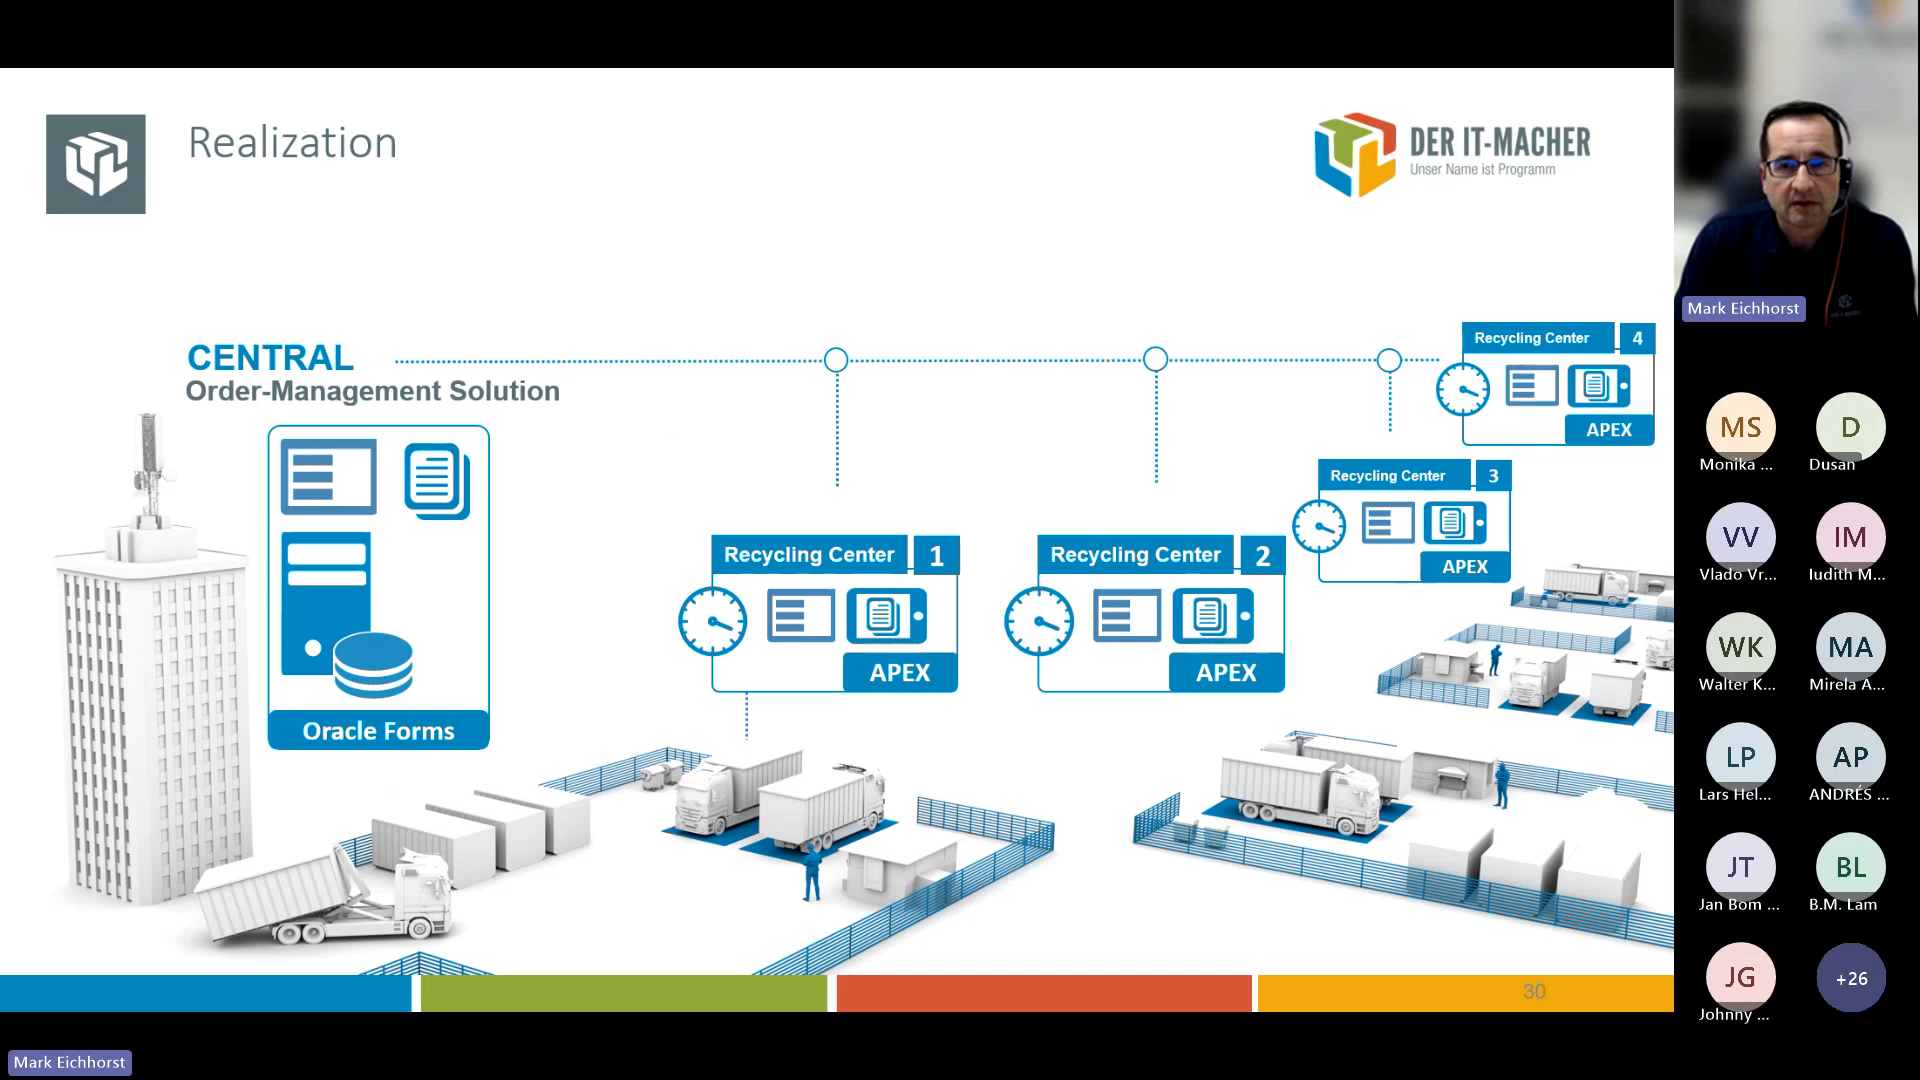 Realization
DER IT-MACHER
Unser Name ist Programm
CENTRAL
Order-Management Solution
Oracle Forms
Recycling Center 1
APEX
Recycling Center 2
APEX
Recycling Center 3
APEX
Recycling Center 4
APEX
30
Mark Eichhorst
Mark Eichhorst
MS
Monika ...
D
Dusan
VV
Vlado Vr...
IM
Iudith M...
WK
Walter K...
MA
Mirela A...
LP
Lars Hel...
AP
ANDRÉS ...
JT
Jan Bom ...
BL
B.M. Lam
JG
Johnny ...
+26